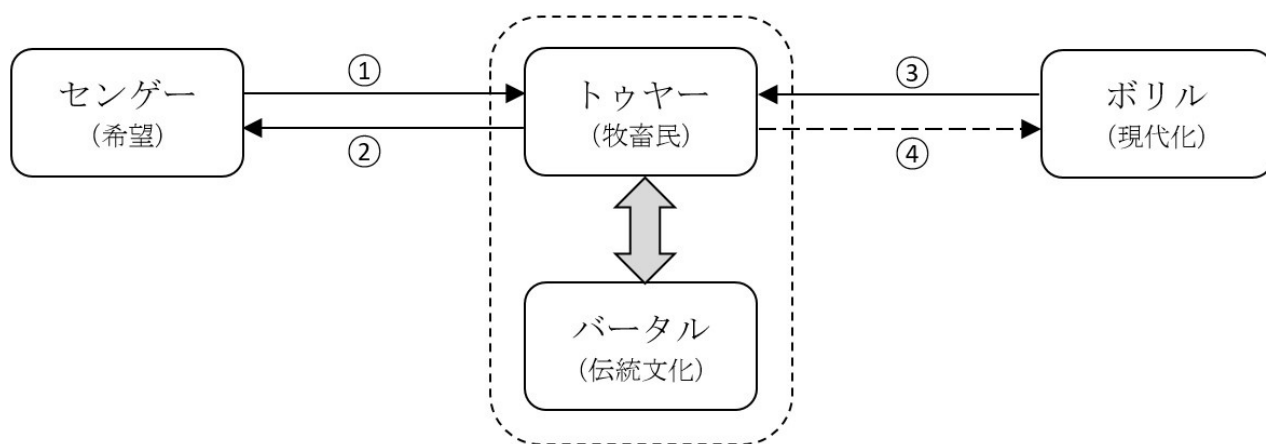 センゲー
(希望)
①
②
トゥヤー
(牧畜民)
③
④
ボリル
(現代化)
バータル
(伝統文化)